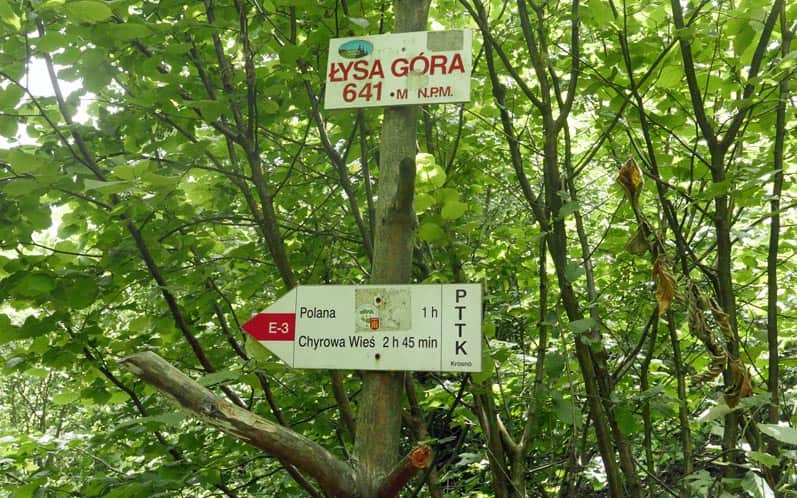 ŁYSA GÓRA
641 • M N.P.M.
E-3
Polana 1 h
Chyrowa Wieś 2 h 45 min
PTTK
Krosno